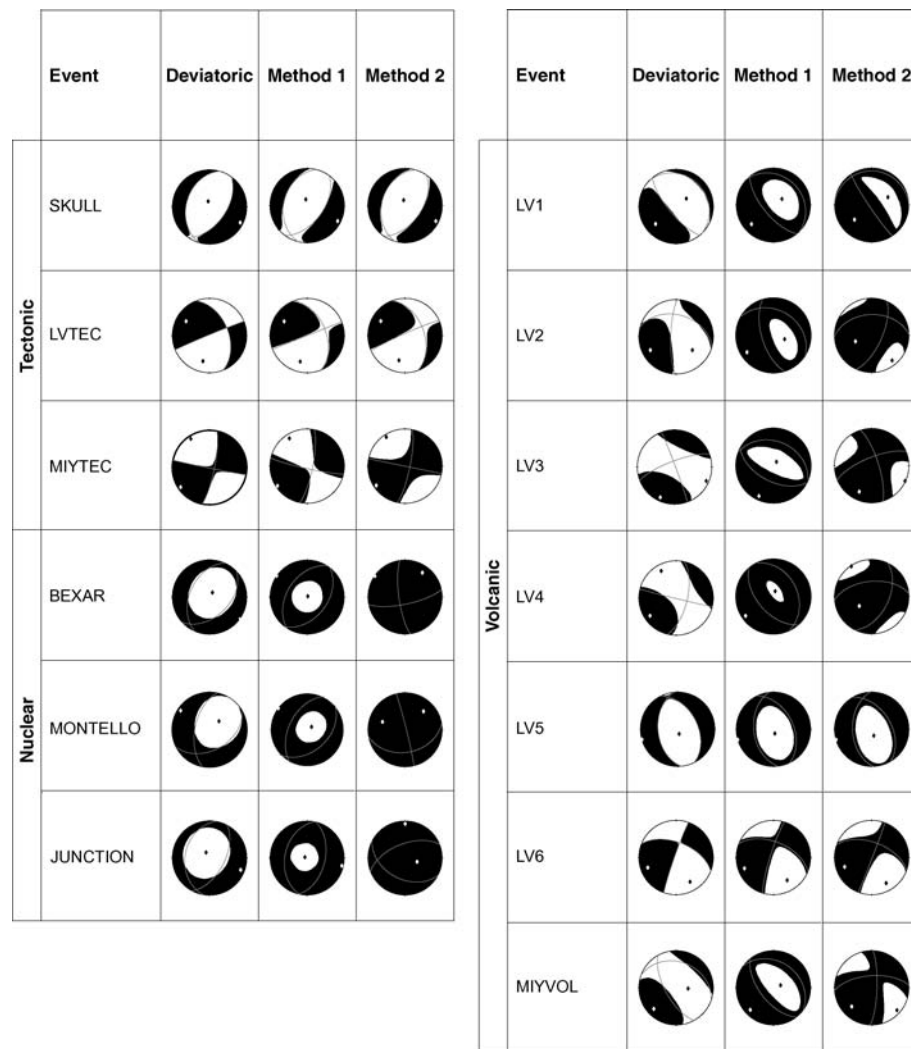 Event Deviatoric Method 1 Method 2
Tectonic
SKULL
LVTEC
MIYTEC
Nuclear
BEXAR
MONTELLO
JUNCTION
Event Deviatoric Method 1 Method 2
Volcanic
LV1
LV2
LV3
LV4
LV5
LV6
MIYVOL